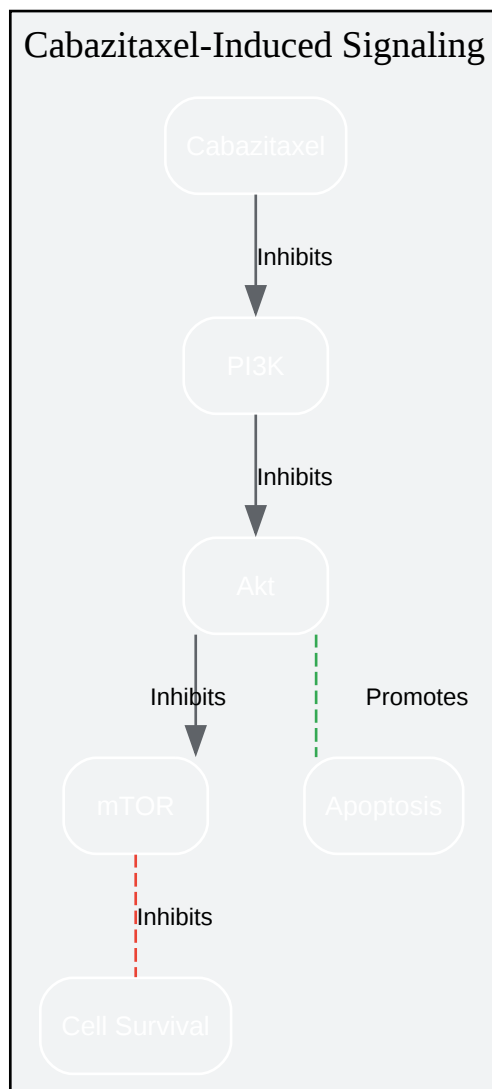 Cabazitaxel-Induced Signaling
Cabazitaxel
Inhibits
PI3K
Inhibits
Akt
Inhibits
Promotes
mTOR
Apoptosis
Inhibits
Cell Survival